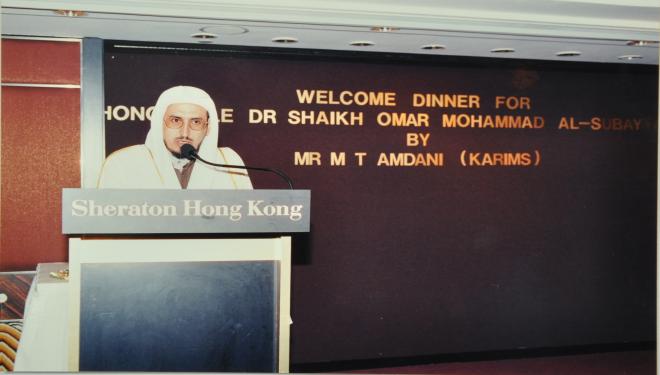 WELCOME DINNER FOR
DR SHAIKH OMAR MOHAMMAD
BY
MR M T AMDANI (KARIMS)
Sheraton Hong Kong